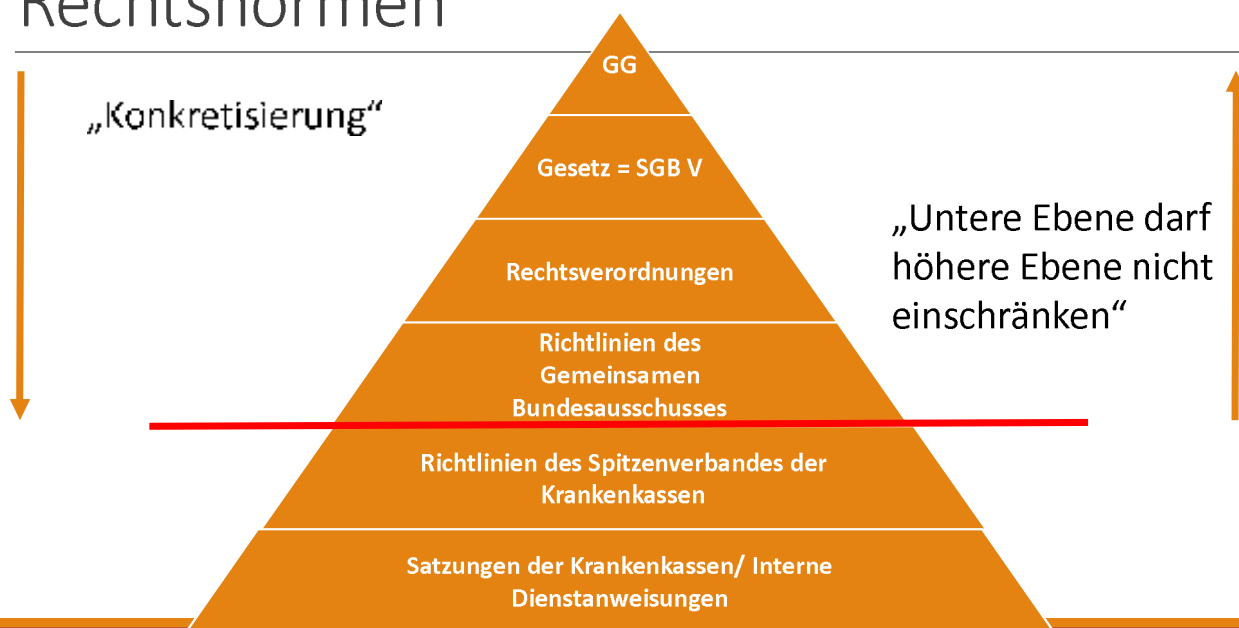 Rechtsnormen
GG
„Konkretisierung“
Gesetz = SGB V
„Untere Ebene darf
höhere Ebene nicht
einschränken“
Rechtsverordnungen
Richtlinien des
Gemeinsamen
Bundesausschusses
Richtlinien des Spitzenverbandes der
Krankenkassen
Satzungen der Krankenkassen/ Interne
Dienstanweisungen